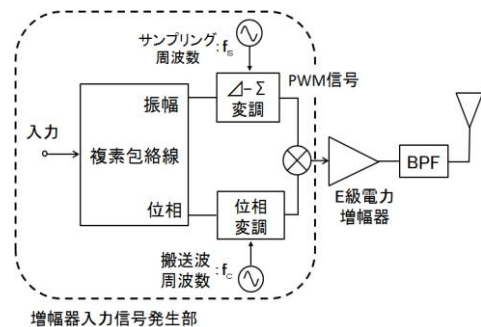 サンプリング
周波数:fs
PWM信号
⊿-Σ
変調
振幅
入力
複素包絡線
位相
位相
変調
搬送波
周波数:fc
E級電力
増幅器
BPF
増幅器入力信号発生部